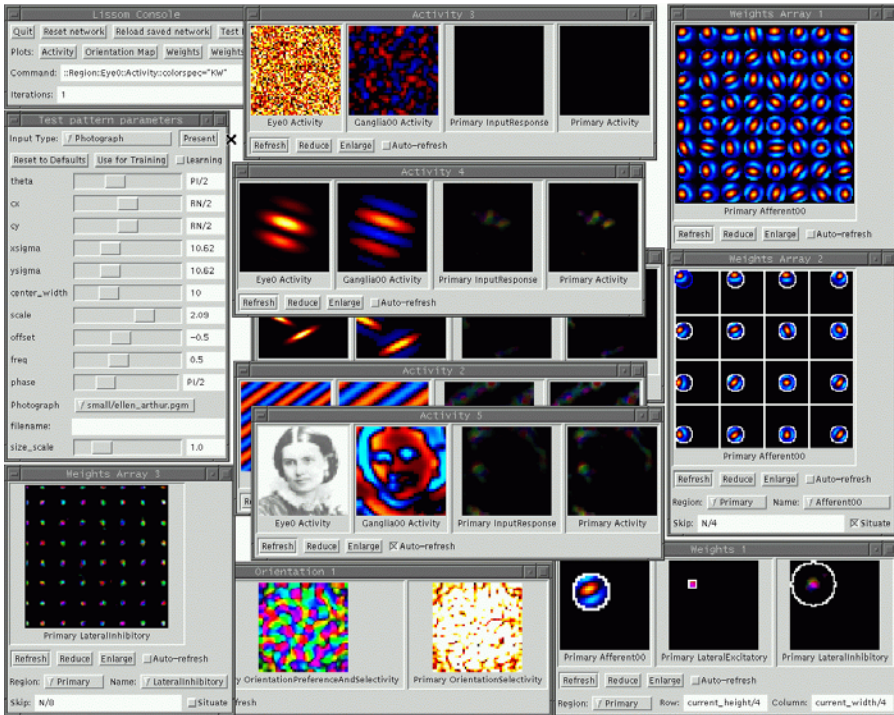 Lissom Console
Quit Reset network Reload saved network Test
Plots: Activity Orientation Map Weights Weights
Command: ::Region::Eye0::Activity::colorspec="KW"
Iterations: 1
Test pattern parameters
Input Type: Photograph Present
Reset to Defaults Use for Training Learning
theta PI/2
cx RN/2
cy RN/2
xsigma 10.62
ysigma 10.62
center_width 10
scale 2.09
offset -0.5
freq 0.5
phase PI/2
Photograph small/ellen_arthur.pgm
filename:
size_scale 1.0
Weights Array 3
Primary LateralInhibitory
Refresh Reduce Enlarge Auto-refresh
Region: Primary Name: LateralInhibitory
Skip: N/8 Situate
Activity 3
Eye0 Activity Ganglia00 Activity Primary InputResponse Primary Activity
Refresh Reduce Enlarge Auto-refresh
Activity 4
Eye0 Activity Ganglia00 Activity Primary InputResponse Primary Activity
Refresh Reduce Enlarge Auto-refresh
Activity 2
Activity 5
Eye0 Activity Ganglia00 Activity Primary InputResponse Primary Activity
Refresh Reduce Enlarge Auto-refresh
Orientation 1
OrientationPreferenceAndSelectivity Primary OrientationSelectivity
fresh
Weights Array 1
Primary Afferent00
Refresh Reduce Enlarge Auto-refresh
Weights Array 2
Primary Afferent00
Refresh Reduce Enlarge Auto-refresh
Region: Primary Name: Afferent00
Skip: N/4 Situate
Weights 1
Primary Afferent00 Primary LateralExcitatory Primary LateralInhibitory
Refresh Reduce Enlarge Auto-refresh
Region: Primary Row: current_height/4 Column: current_width/4